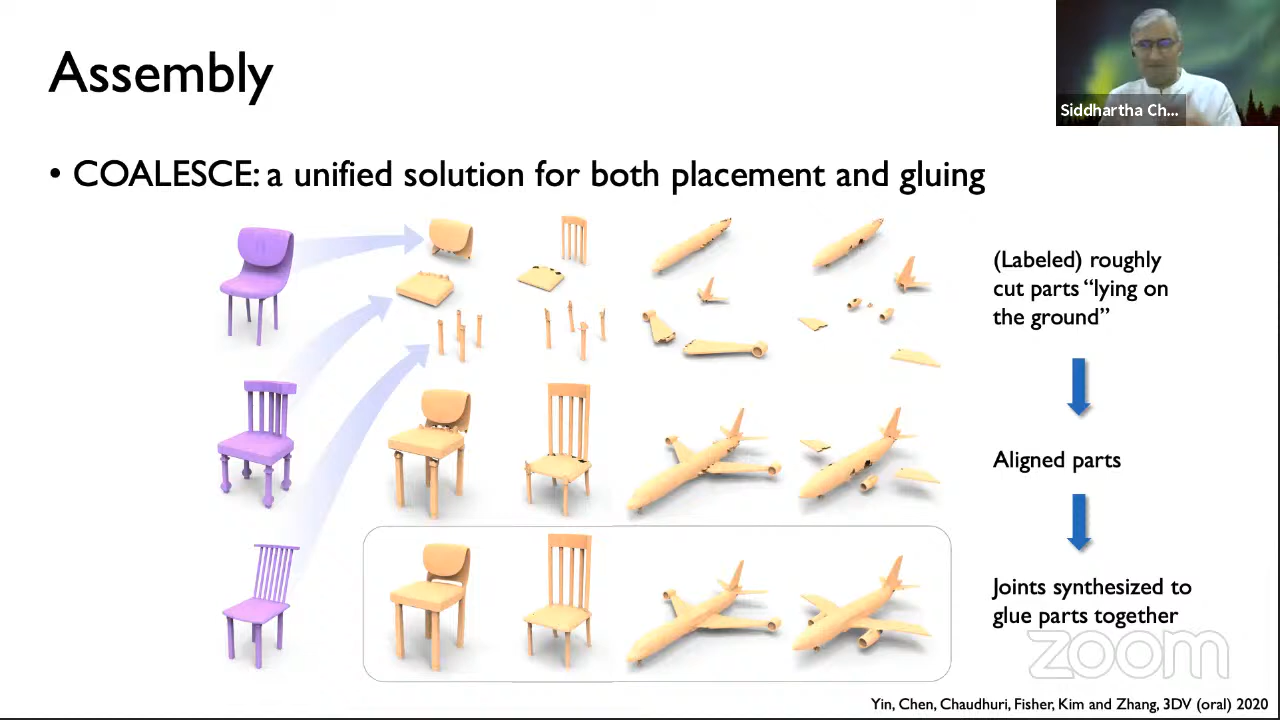 Assembly
Siddhartha Ch...
• COALESCE: a unified solution for both placement and gluing
(Labeled) roughly
cut parts “lying on
the ground”
Aligned parts
Joints synthesized to
glue parts together
zoom
Yin, Chen, Chaudhuri, Fisher, Kim and Zhang, 3DV (oral) 2020